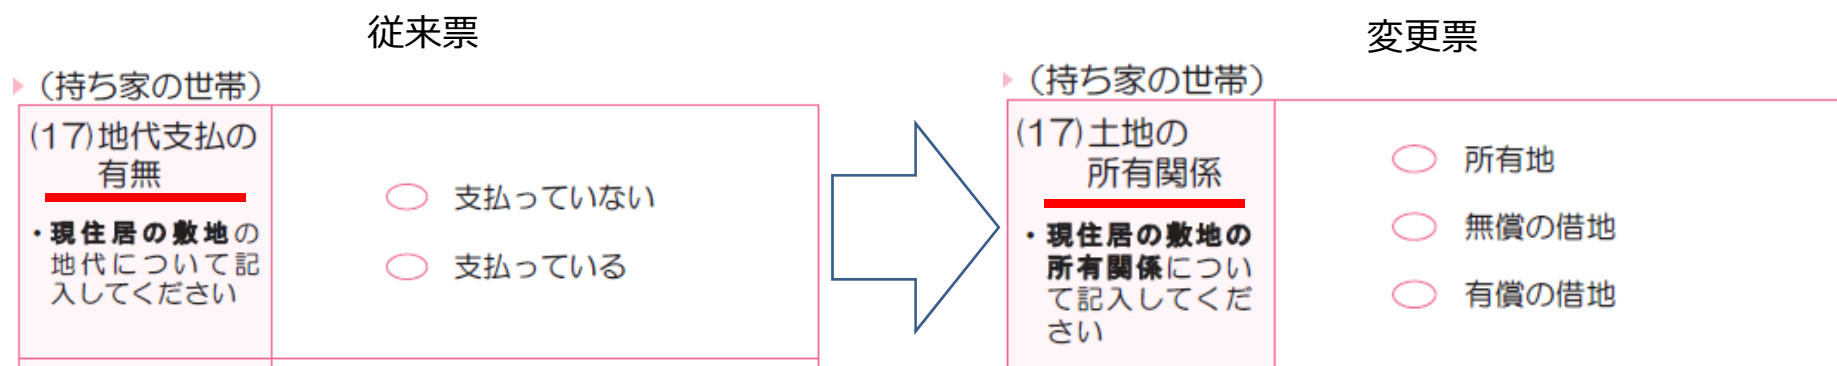 従来票
(持ち家の世帯)
(17)地代支払の
有無
・現住居の敷地の
地代について記
入してください
支払っていない
支払っている
変更票
(持ち家の世帯)
(17)土地の
所有関係
・現住居の敷地の
所有関係につい
て記入してくだ
さい
所有地
無償の借地
有償の借地